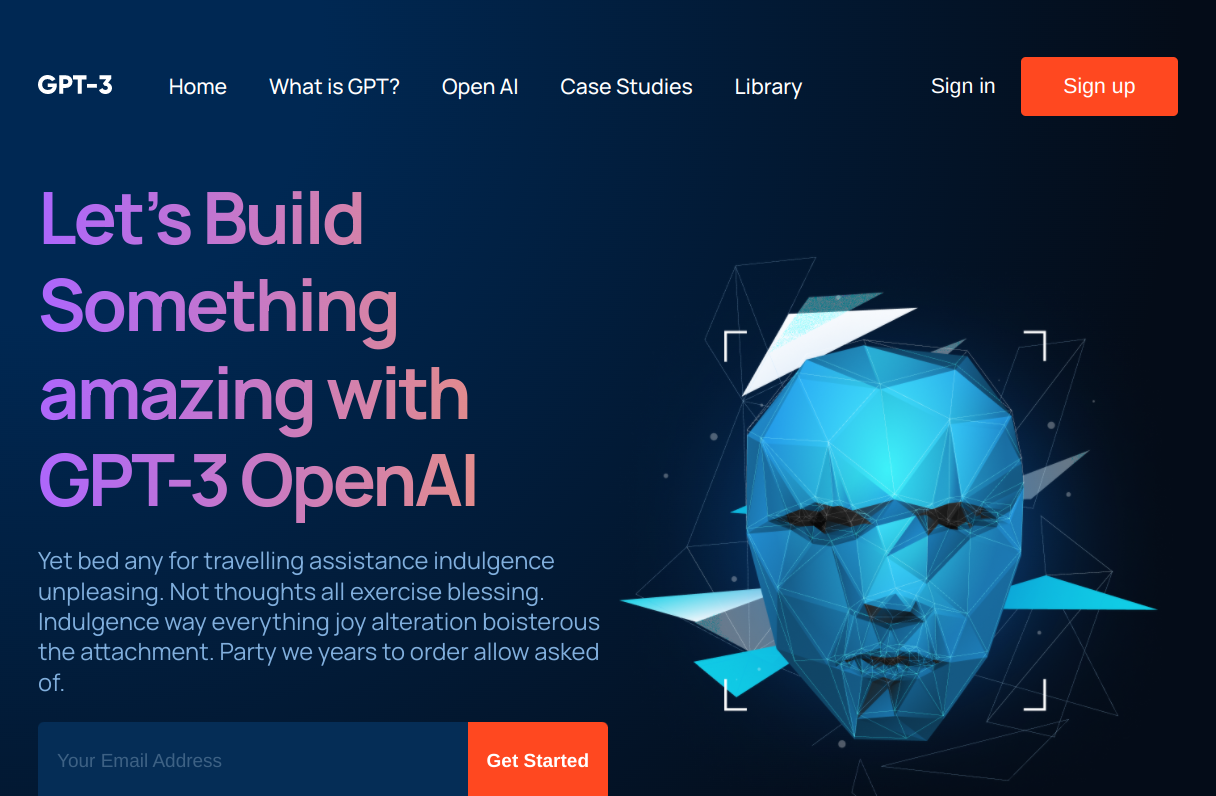 GPT-3 Home What is GPT? Open AI Case Studies Library Sign in Sign up
Let’s Build
Something
amazing with
GPT-3 OpenAI
Yet bed any for travelling assistance indulgence
unpleasing. Not thoughts all exercise blessing.
Indulgence way everything joy alteration boisterous
the attachment. Party we years to order allow asked
of.
Your Email Address Get Started